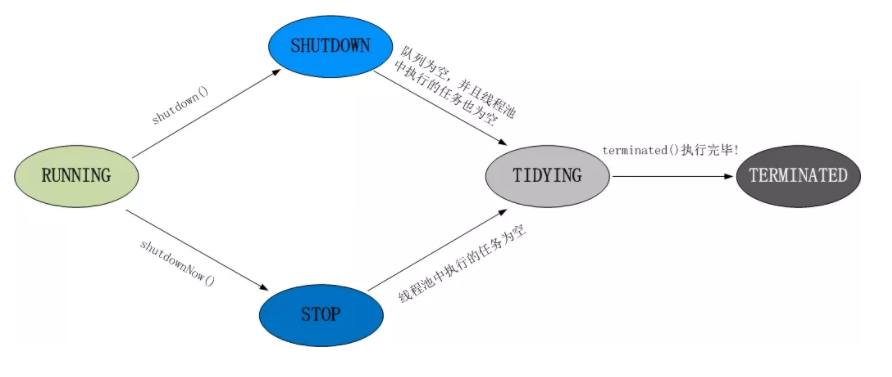 SHUTDOWN
队列为空，并且线程池
中执行的任务也为空
shutdown()
RUNNING
TIDYING
terminated()执行完毕!
TERMINATED
shutdownNow()
线程池中执行的任务为空
STOP